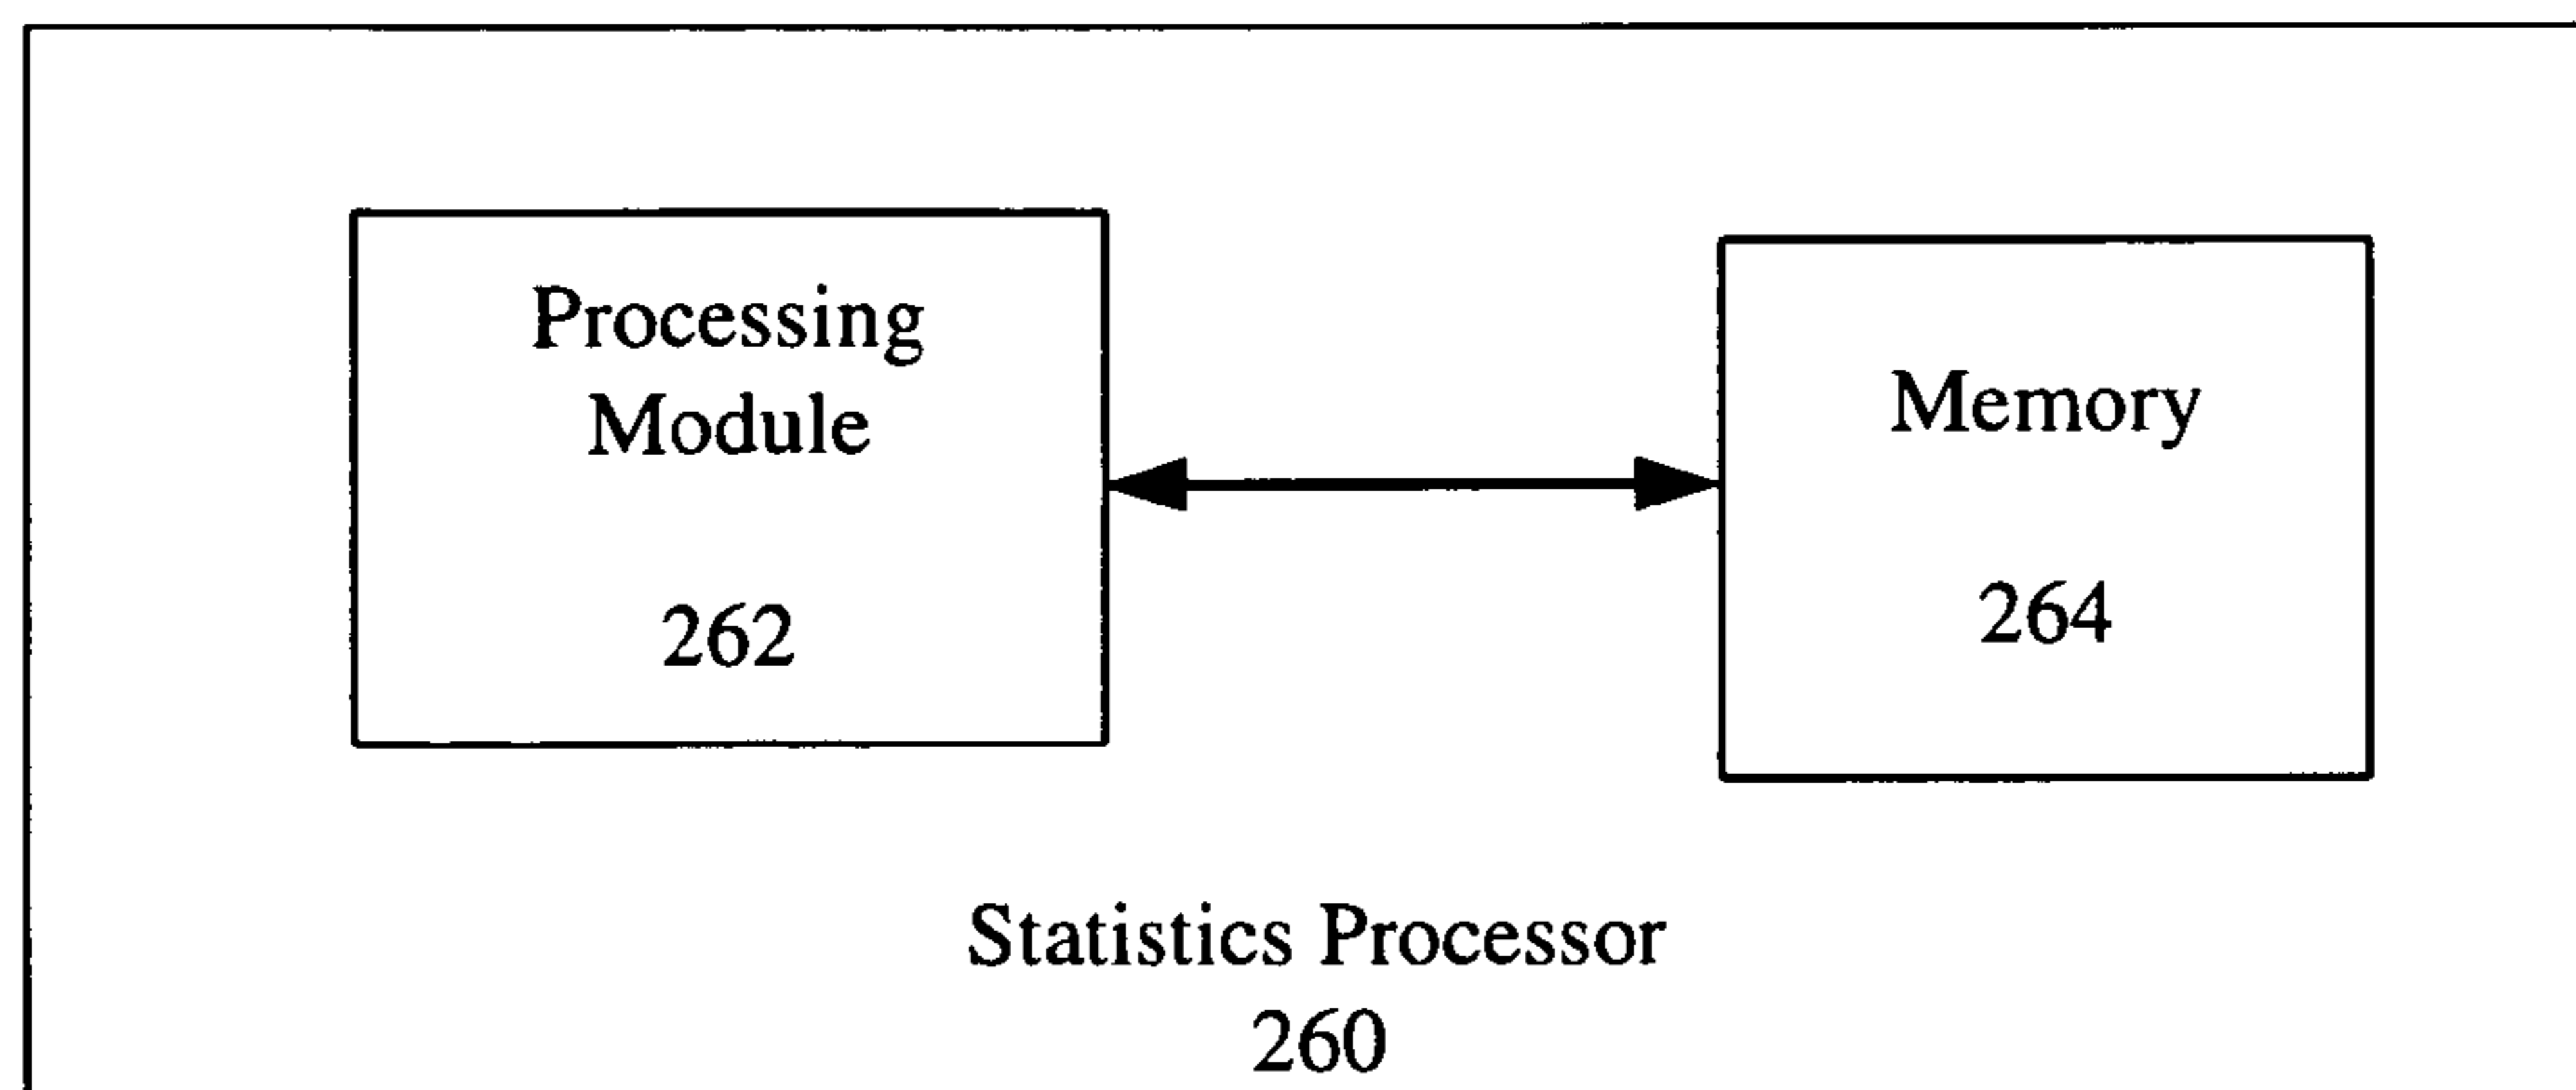 Processing
Module
262
Memory
264
Statistics Processor
260